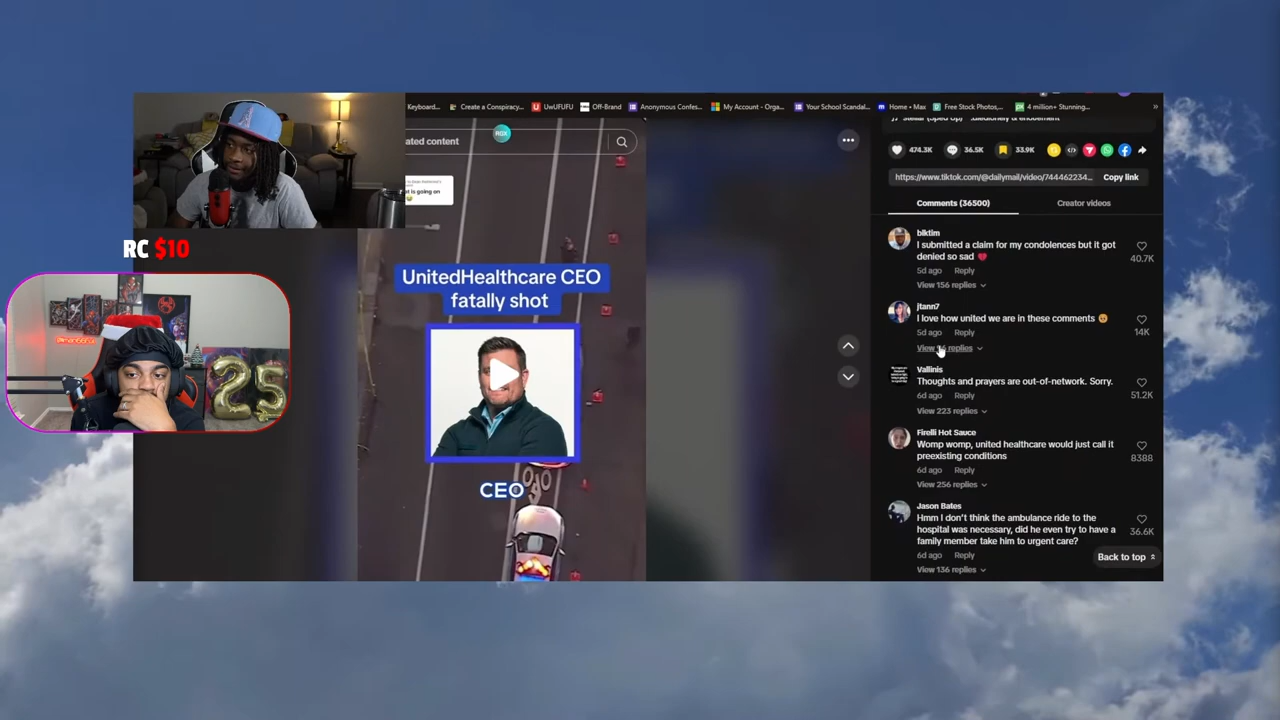 Keyboard...
Create a Conspiracy...
UwUFUFU
Off-Brand
Anonymous Confes...
My Account - Orga...
Your School Scandal...
Home • Max
Free Stock Photos,...
4 million+ Stunning...
»
RGX
ated content
t is going on
474.3K
36.5K
33.9K
https://www.tiktok.com/@dailymail/video/744462234...
Copy link
Comments (36500)
Creator videos
RC $10
25
UnitedHealthcare CEO
fatally shot
CEO
biktim
I submitted a claim for my condolences but it got
denied so sad 💔
40.7K
5d ago Reply
View 156 replies
jtann7
I love how united we are in these comments 🥺
14K
5d ago Reply
replies
Vallinis
Thoughts and prayers are out-of-network. Sorry.
51.2K
6d ago Reply
View 223 replies
Firelli Hot Sauce
Womp womp, united healthcare would just call it
preexisting conditions
8388
6d ago Reply
View 256 replies
Jason Bates
Hmm I don't think the ambulance ride to the
hospital was necessary, did he even try to have a
family member take him to urgent care?
36.6K
6d ago Reply
View 136 replies
Back to top